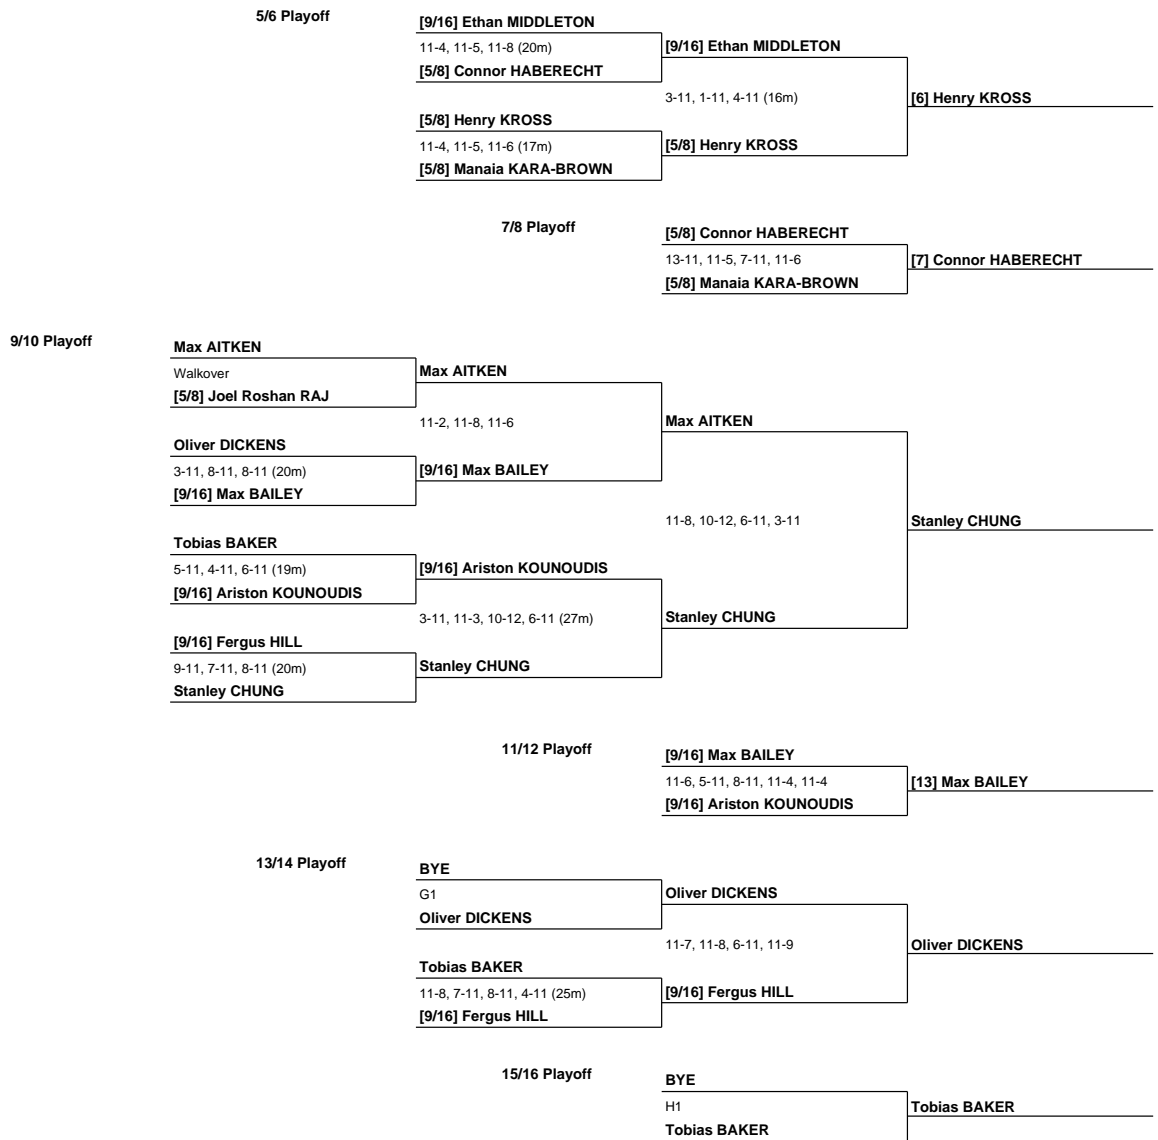 5/6 Playoff
[9/16] Ethan MIDDLETON
11-4, 11-5, 11-8 (20m)
[5/8] Connor HABERECHT
[9/16] Ethan MIDDLETON
3-11, 1-11, 4-11 (16m)
[6] Henry KROSS
[5/8] Henry KROSS
11-4, 11-5, 11-6 (17m)
[5/8] Manaia KARA-BROWN
[5/8] Henry KROSS
7/8 Playoff
[5/8] Connor HABERECHT
13-11, 11-5, 7-11, 11-6
[5/8] Manaia KARA-BROWN
[7] Connor HABERECHT
9/10 Playoff
Max AITKEN
Walkover
[5/8] Joel Roshan RAJ
Max AITKEN
11-2, 11-8, 11-6
Max AITKEN
Oliver DICKENS
3-11, 8-11, 8-11 (20m)
[9/16] Max BAILEY
[9/16] Max BAILEY
11-8, 10-12, 6-11, 3-11
Stanley CHUNG
Tobias BAKER
5-11, 4-11, 6-11 (19m)
[9/16] Ariston KOUNOUDIS
[9/16] Ariston KOUNOUDIS
3-11, 11-3, 10-12, 6-11 (27m)
Stanley CHUNG
[9/16] Fergus HILL
9-11, 7-11, 8-11 (20m)
Stanley CHUNG
Stanley CHUNG
11/12 Playoff
[9/16] Max BAILEY
11-6, 5-11, 8-11, 11-4, 11-4
[9/16] Ariston KOUNOUDIS
[13] Max BAILEY
13/14 Playoff
BYE
G1
Oliver DICKENS
Oliver DICKENS
11-7, 11-8, 6-11, 11-9
Oliver DICKENS
Tobias BAKER
11-8, 7-11, 8-11, 4-11 (25m)
[9/16] Fergus HILL
[9/16] Fergus HILL
15/16 Playoff
BYE
H1
Tobias BAKER
Tobias BAKER